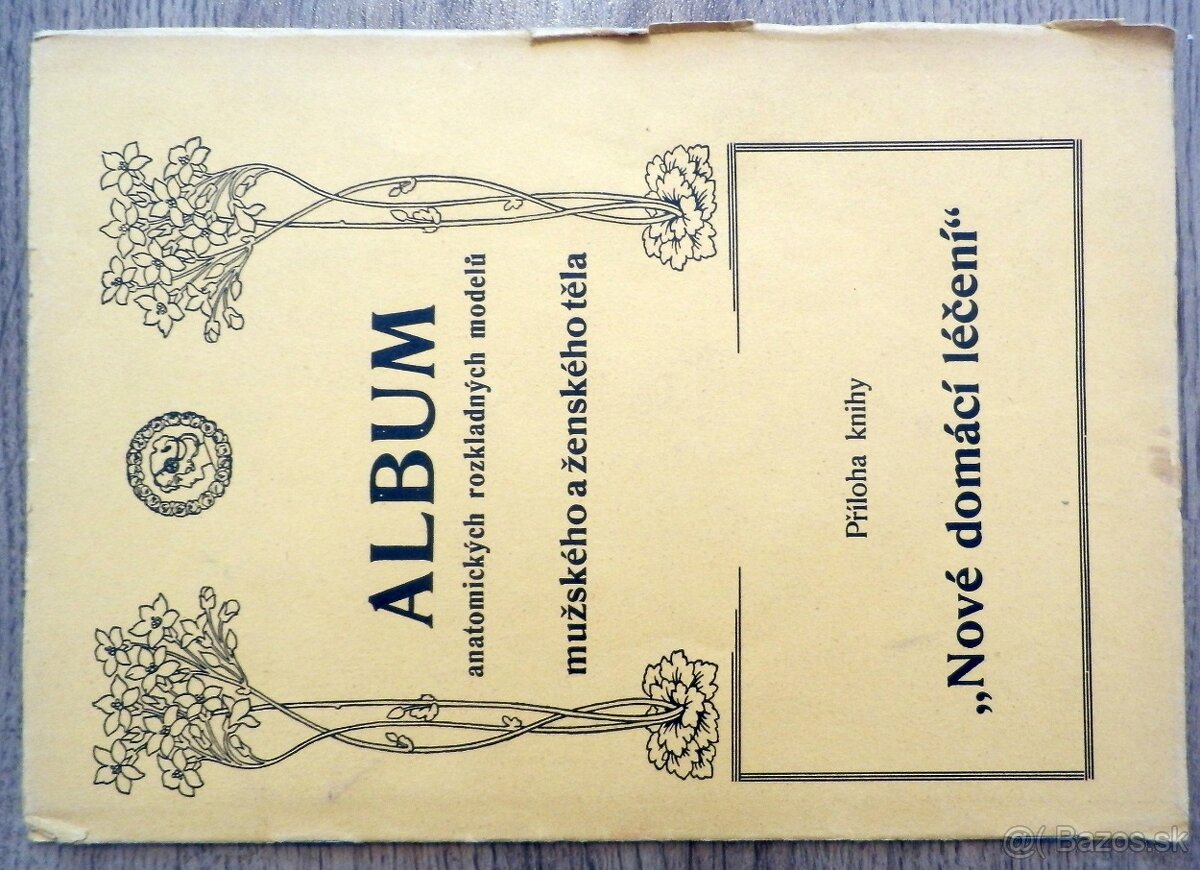 ALBUM
anatomických rozkladných modelů
mužského a ženského těla
Příloha knihy
„Nové domácí léčení“
@( Bazos.sk